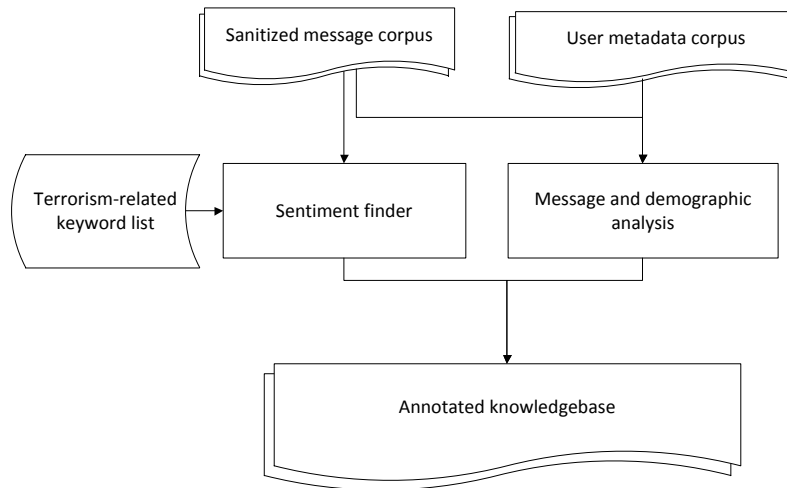 Sanitized message corpus
User metadata corpus
Terrorism-related
keyword list
Sentiment finder
Message and demographic
analysis
Annotated knowledgebase